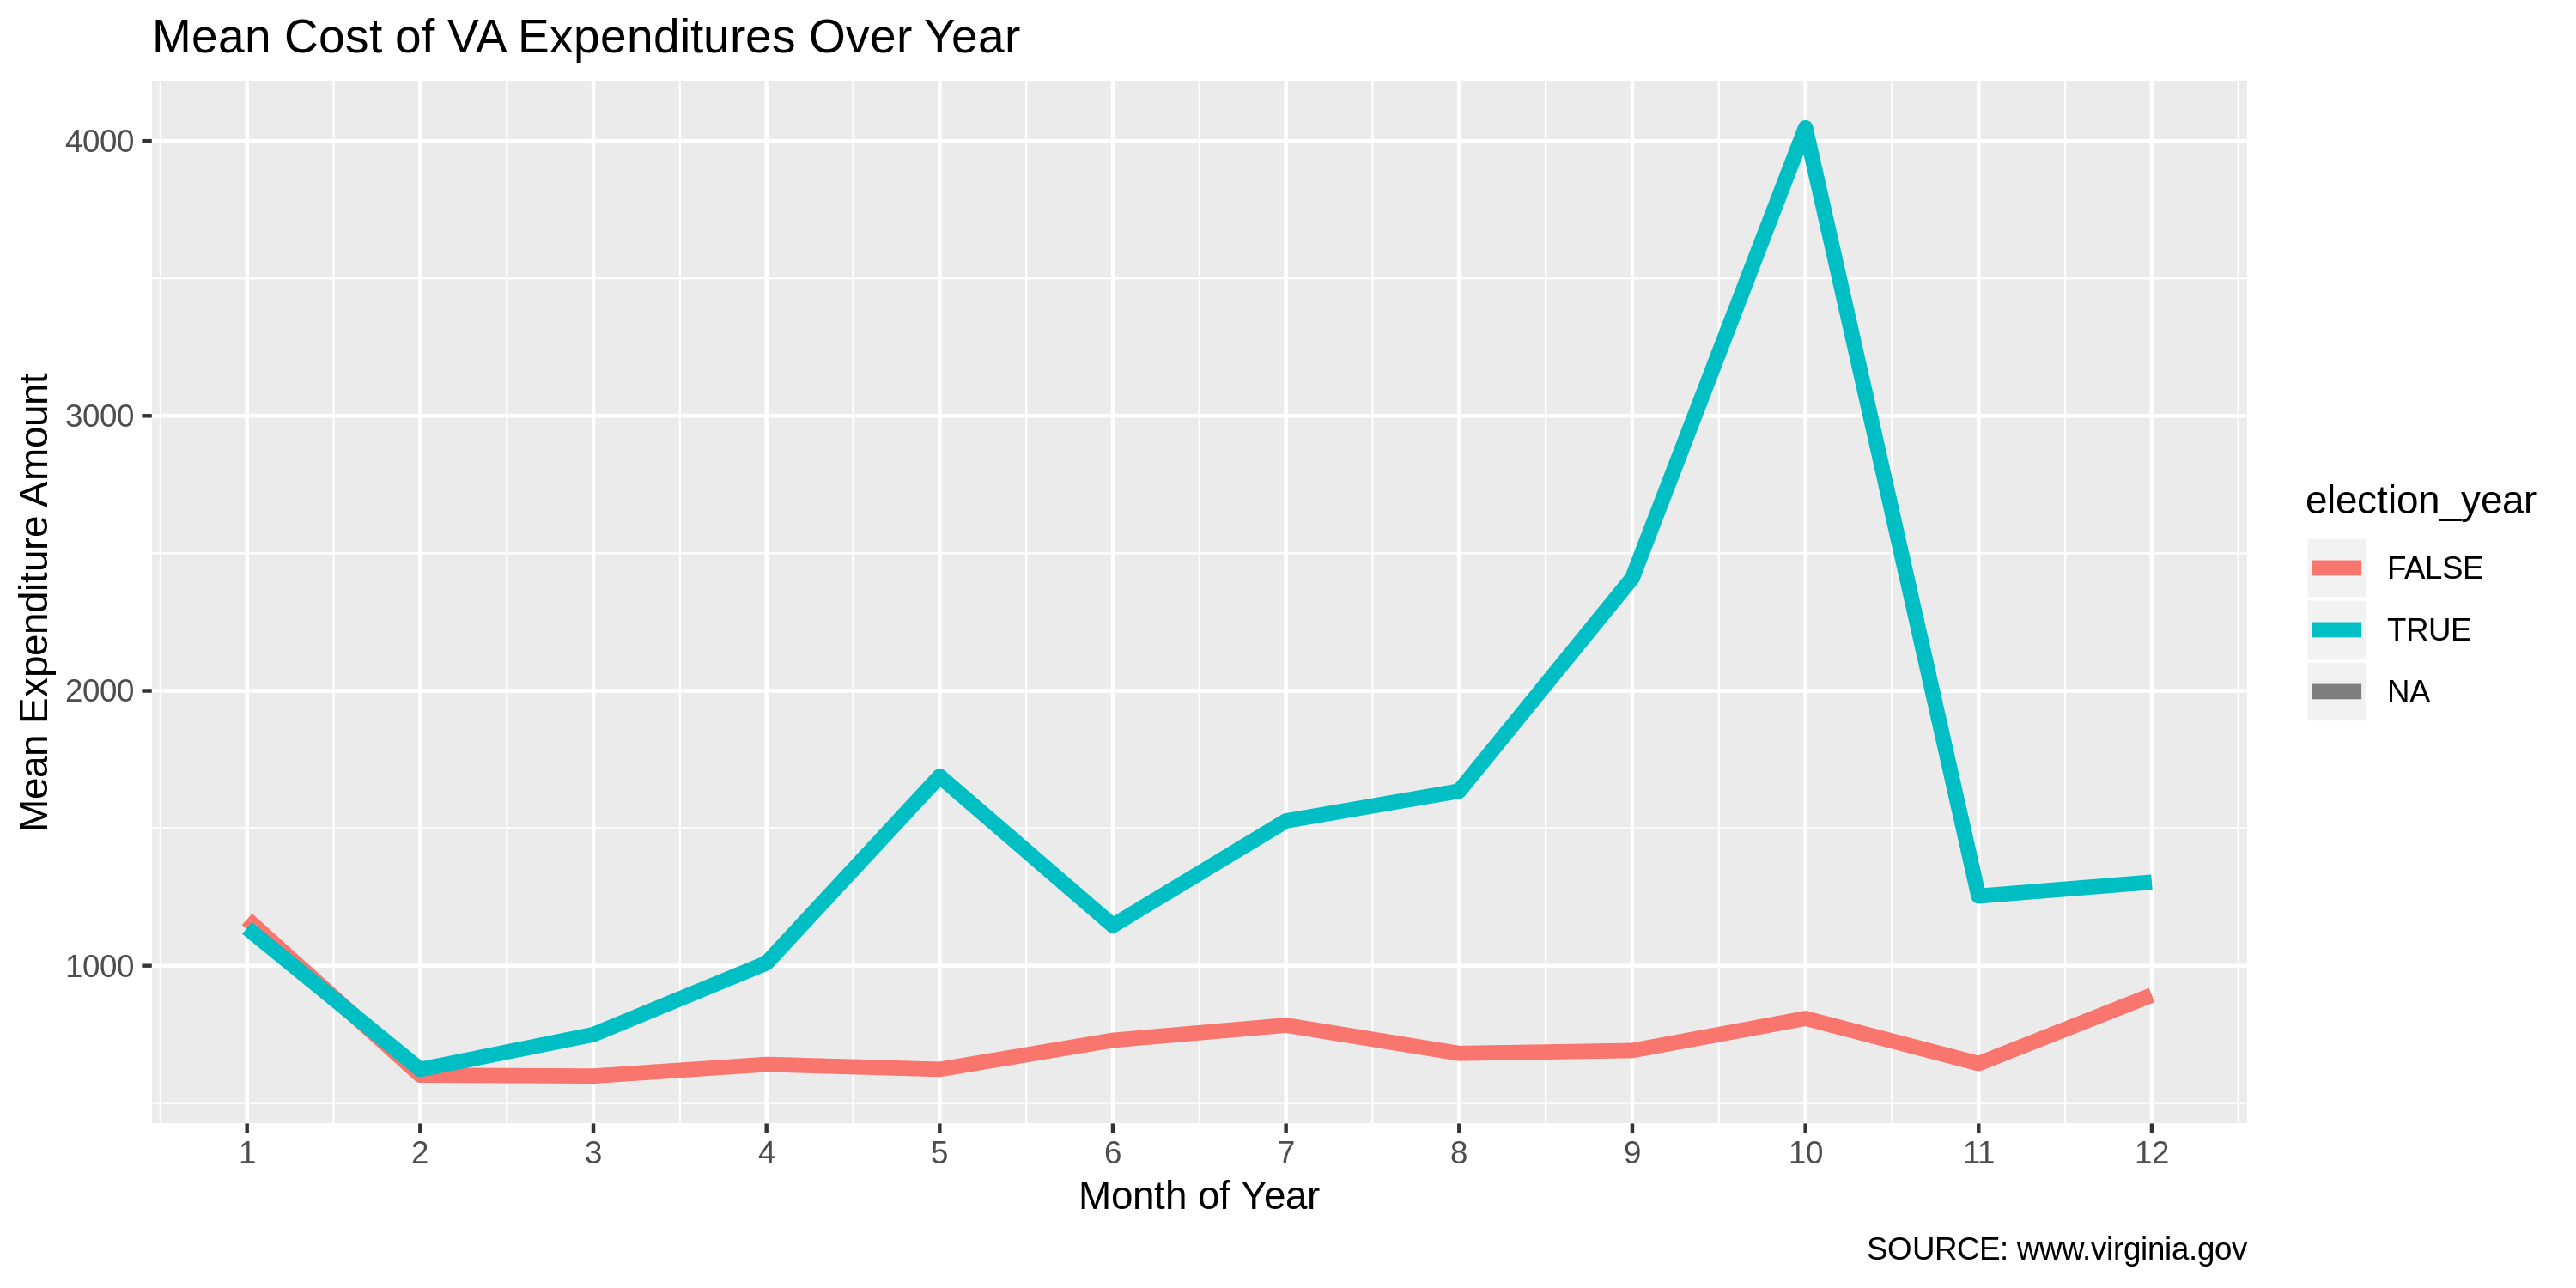 Mean Cost of VA Expenditures Over Year
Mean Expenditure Amount
4000
3000
2000
1000
1 2 3 4 5 6 7 8 9 10 11 12
Month of Year
election_year
FALSE
TRUE
NA
SOURCE: www.virginia.gov